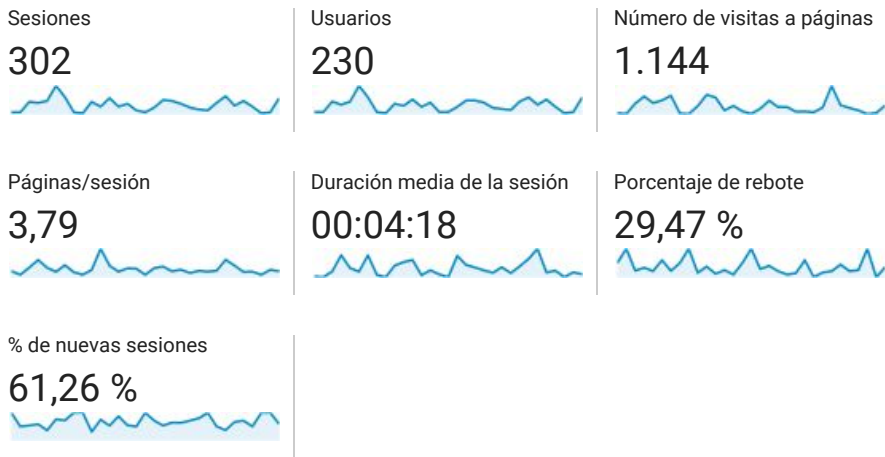 Sesiones
302
Usuarios
230
Número de visitas a páginas
1.144
Páginas/sesión
3,79
Duración media de la sesión
00:04:18
Porcentaje de rebote
29,47 %
% de nuevas sesiones
61,26 %